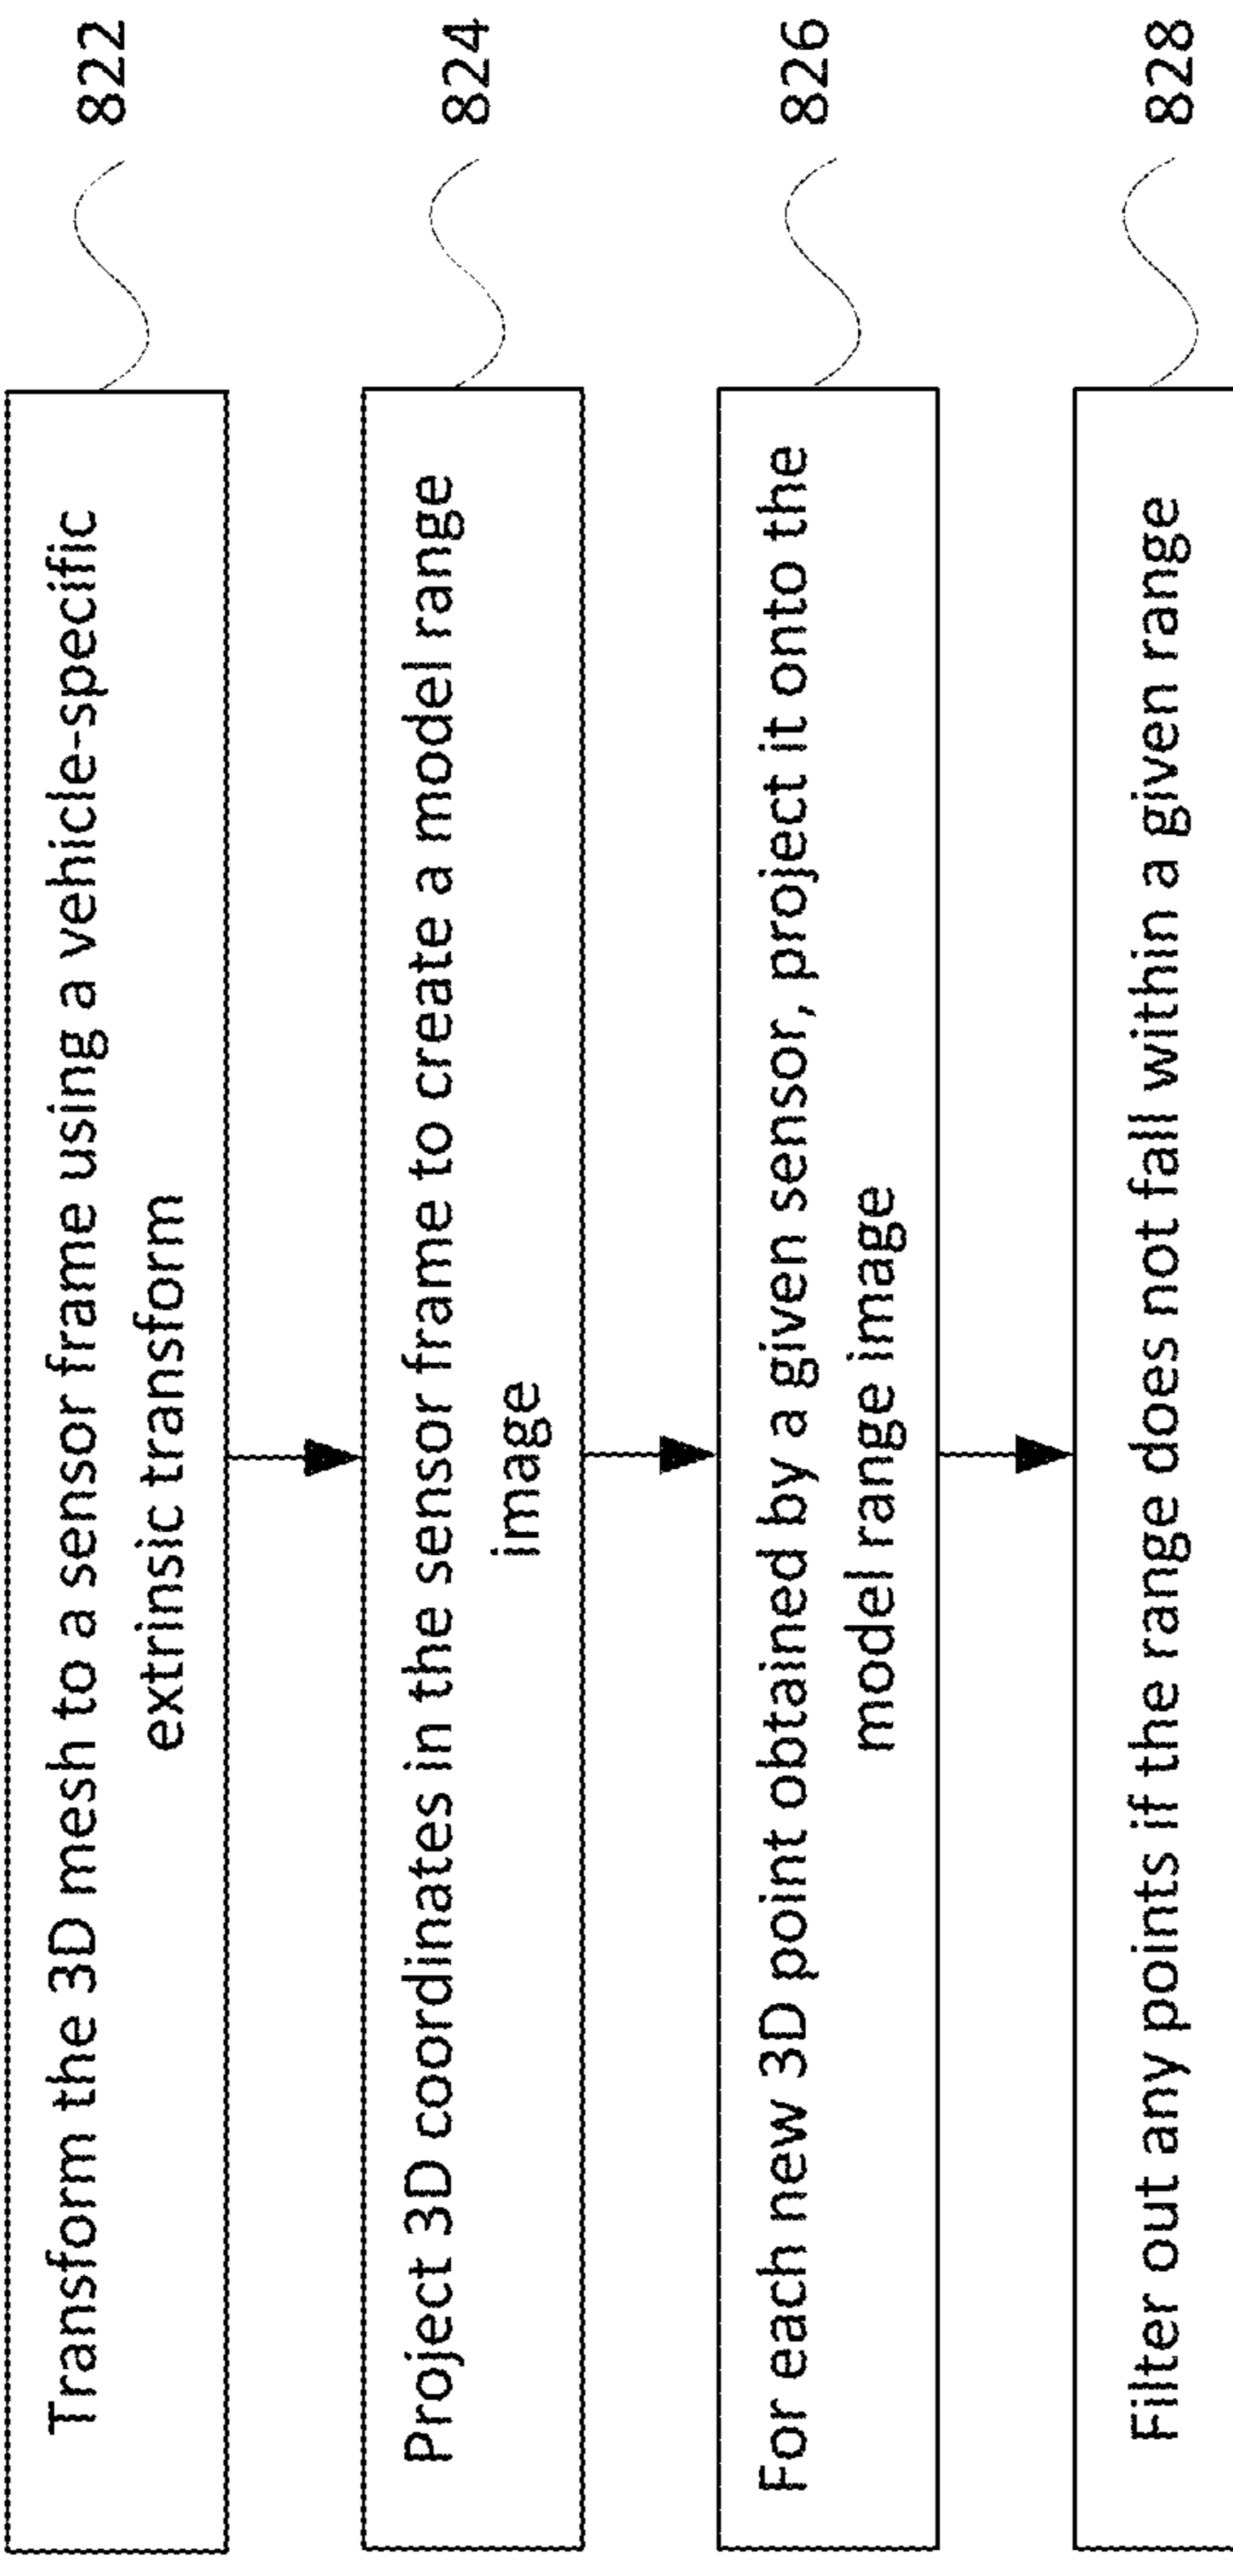 Transform the 3D mesh to a sensor frame using a vehicle-specific
extrinsic transform
822
Project 3D coordinates in the sensor frame to create a model range
image
824
For each new 3D point obtained by a given sensor, project it onto the
model range image
826
Filter out any points if the range does not fall within a given range
828